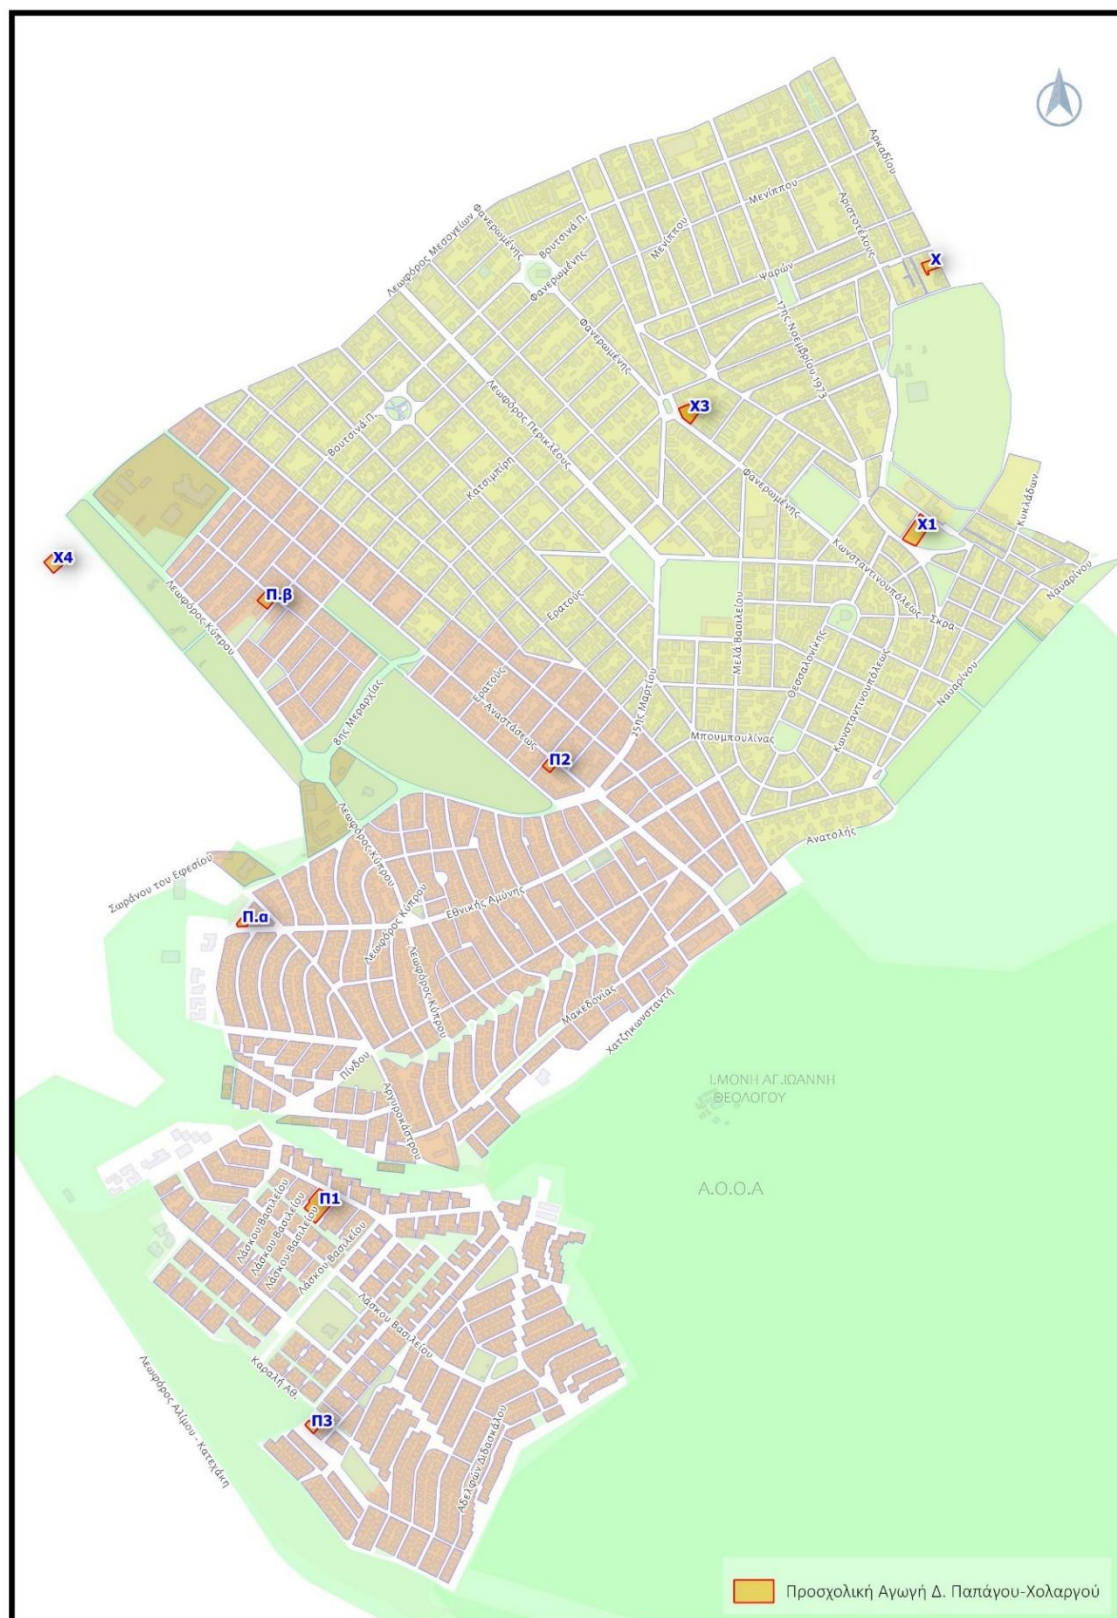 Αρκαδίου
Μενίππου
Αριστοτέλους
Λεωφόρος Μεσογείων
Φανερωμένης
Βουτσινά Π.
Μενίππου
Φανερωμένης
Ψαρών
Χ
17ης Νοεμβρίου 1973
Φανερωμένης
Λεωφόρος Περικλέους
Χ3
Βουτσινά Π.
Κατσιμπίρη
Φανερωμένης
Κυκλάδων
Χ1
Κωνσταντινουπόλεως
Ναυαρίνου
Χ4
Π.β
Λεωφόρος Κύπρου
Ερατούς
Μελά Βασιλείου
Σκρα
Θεσσαλονίκης
Ναυαρίνου
Κωνσταντινουπόλεως
Ερατούς
Αναστάσεως
8ης Μεραρχίας
25ης Μαρτίου
Μπουμπουλίνας
Π2
Λεωφόρος Κύπρου
Ανατολής
Σωράνου του Εφεσίου
Εθνικής Αμύνης
Π.α
Λεωφόρος Κύπρου
Λεωφόρος Κύπρου
Μακεδονίας
Χατζηκωνσταντή
Πίνδου
Αργυροκάστρου
Ι.ΜΟΝΗ ΑΓ.ΙΩΑΝΝΗ
ΘΕΟΛΟΓΟΥ
Α.Ο.Ο.Α
Π1
Λάσκου Βασιλείου
Λάσκου Βασιλείου
Λάσκου Βασιλείου
Λάσκου Βασιλείου
Λάσκου Βασιλείου
Καραλή Αθ.
Λεωφόρος Αλίμου - Κατεχάκη
Π3
Αδελφών Διδασκάλου
Προσχολική Αγωγή Δ. Παπάγου-Χολαργού